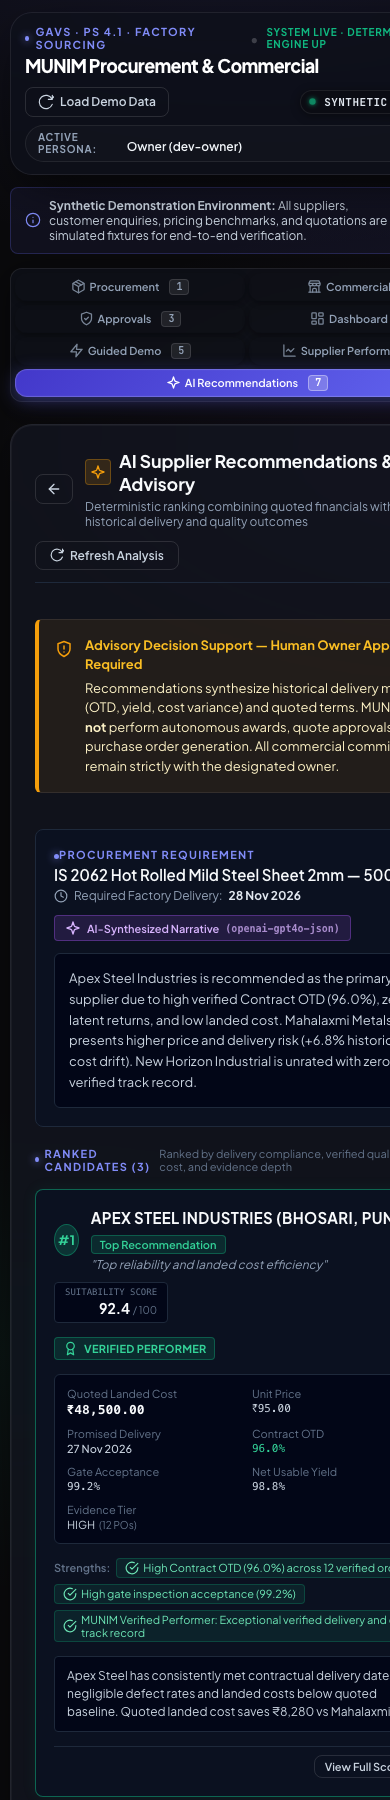 GAVS · PS 4.1 · FACTORY
SOURCING
SYSTEM LIVE · DETERM
ENGINE UP
MUNIM Procurement & Commercial
Load Demo Data
SYNTHETIC
ACTIVE
PERSONA:
Owner (dev-owner)
Synthetic Demonstration Environment: All suppliers,
customer enquiries, pricing benchmarks, and quotations are
simulated fixtures for end-to-end verification.
Procurement 1
Commercial
Approvals 3
Dashboard
Guided Demo 5
Supplier Perform
AI Recommendations 7
AI Supplier Recommendations &
Advisory
Deterministic ranking combining quoted financials with
historical delivery and quality outcomes
Refresh Analysis
Advisory Decision Support — Human Owner App
Required
Recommendations synthesize historical delivery m
(OTD, yield, cost variance) and quoted terms. MUN
not perform autonomous awards, quote approvals
purchase order generation. All commercial commi
remain strictly with the designated owner.
PROCUREMENT REQUIREMENT
IS 2062 Hot Rolled Mild Steel Sheet 2mm — 500
Required Factory Delivery: 28 Nov 2026
AI-Synthesized Narrative (openai-gpt4o-json)
Apex Steel Industries is recommended as the primary
supplier due to high verified Contract OTD (96.0%), ze
latent returns, and low landed cost. Mahalaxmi Metals
presents higher price and delivery risk (+6.8% historic
cost drift). New Horizon Industrial is unrated with zero
verified track record.
RANKED
CANDIDATES (3)
Ranked by delivery compliance, verified qual
cost, and evidence depth
#1
APEX STEEL INDUSTRIES (BHOSARI, PUN
Top Recommendation
"Top reliability and landed cost efficiency"
SUITABILITY SCORE
92.4 / 100
VERIFIED PERFORMER
Quoted Landed Cost
₹48,500.00
Unit Price
₹95.00
Promised Delivery
27 Nov 2026
Contract OTD
96.0%
Gate Acceptance
99.2%
Net Usable Yield
98.8%
Evidence Tier
HIGH (12 POs)
Strengths:
High Contract OTD (96.0%) across 12 verified ord
High gate inspection acceptance (99.2%)
MUNIM Verified Performer: Exceptional verified delivery and
track record
Apex Steel has consistently met contractual delivery date
negligible defect rates and landed costs below quoted
baseline. Quoted landed cost saves ₹8,280 vs Mahalaxmi
View Full Sco